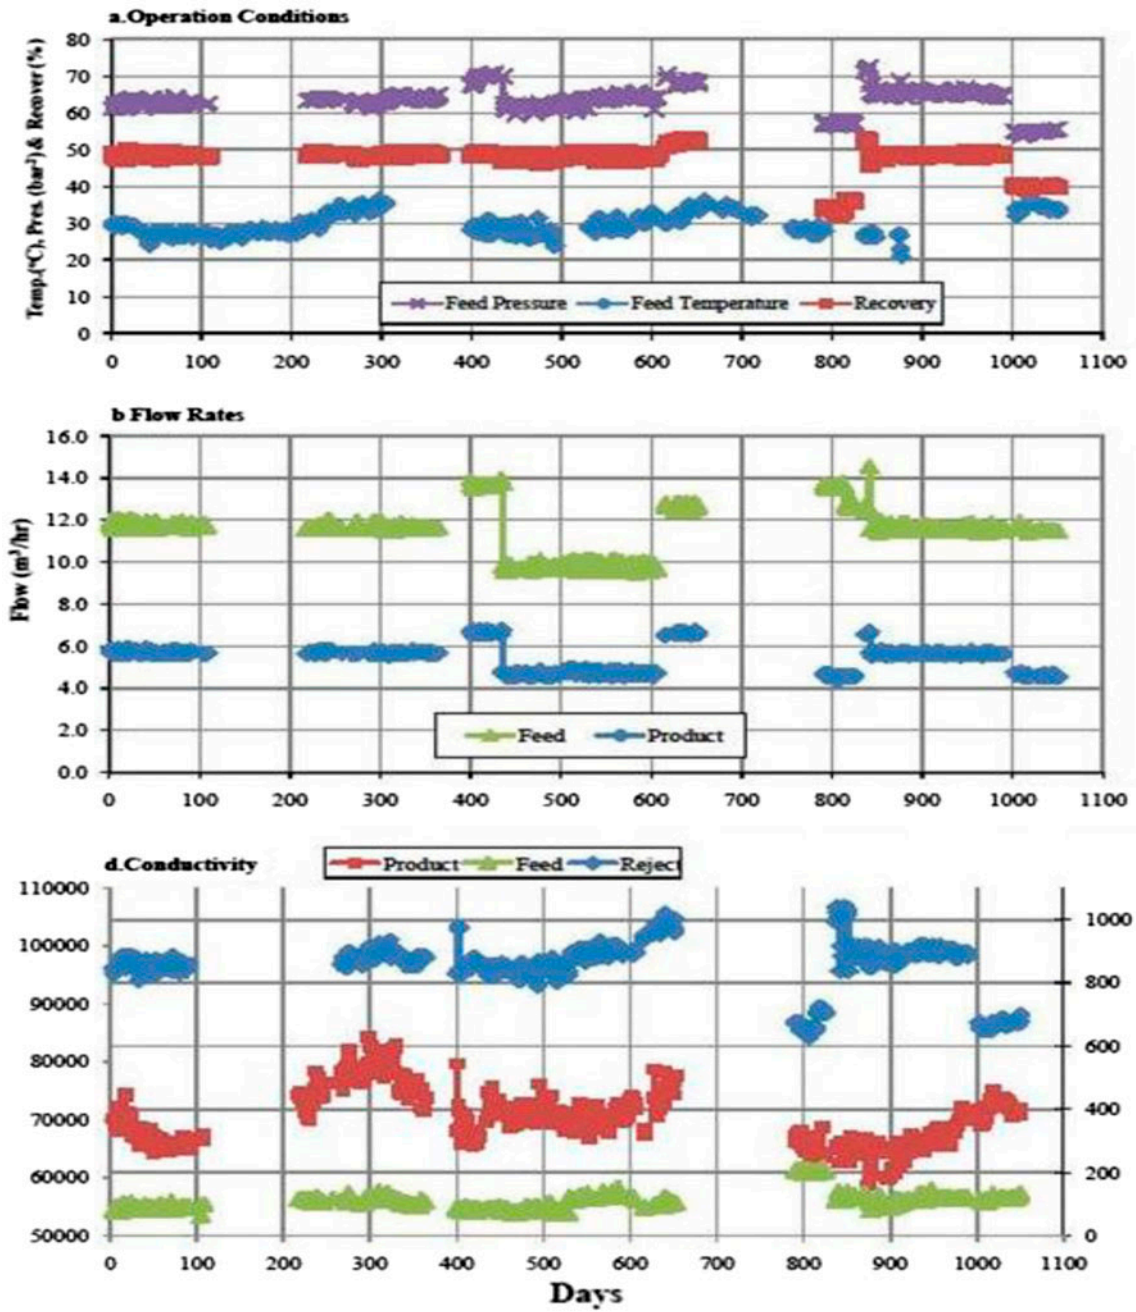 a.Operation Conditions
Temp.(°C), Pres. (bar²) & Recover (%)
80
70
60
50
40
30
20
10
0
Feed Pressure Feed Temperature Recovery
0 100 200 300 400 500 600 700 800 900 1000 1100
b Flow Rates
Flow (m³/hr)
16.0
14.0
12.0
10.0
8.0
6.0
4.0
2.0
0.0
Feed Product
0 100 200 300 400 500 600 700 800 900 1000 1100
d.Conductivity
Product Feed Reject
110000
100000
90000
80000
70000
60000
50000
1000
800
600
400
200
0
0 100 200 300 400 500 600 700 800 900 1000 1100
Days